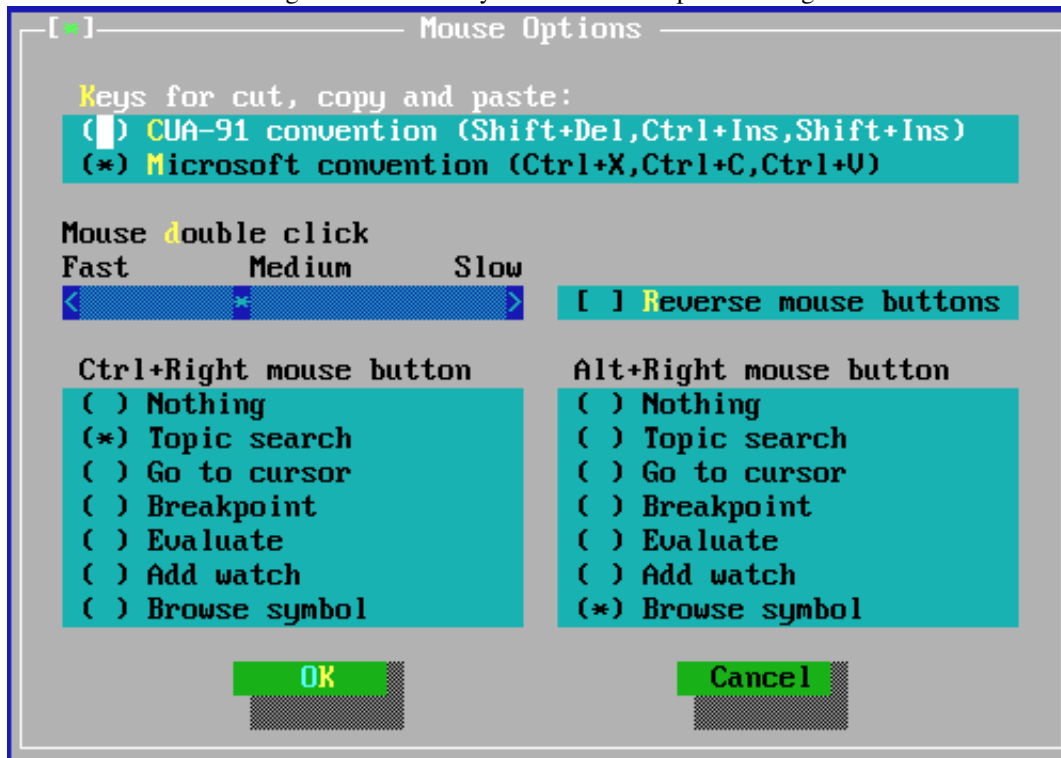 [*] Mouse Options
Keys for cut, copy and paste:
( ) CUA-91 convention (Shift+Del,Ctrl+Ins,Shift+Ins)
(*) Microsoft convention (Ctrl+X,Ctrl+C,Ctrl+V)
Mouse double click
Fast Medium Slow
< * >
[ ] Reverse mouse buttons
Ctrl+Right mouse button
( ) Nothing
(*) Topic search
( ) Go to cursor
( ) Breakpoint
( ) Evaluate
( ) Add watch
( ) Browse symbol
Alt+Right mouse button
( ) Nothing
( ) Topic search
( ) Go to cursor
( ) Breakpoint
( ) Evaluate
( ) Add watch
(*) Browse symbol
OK
Cancel